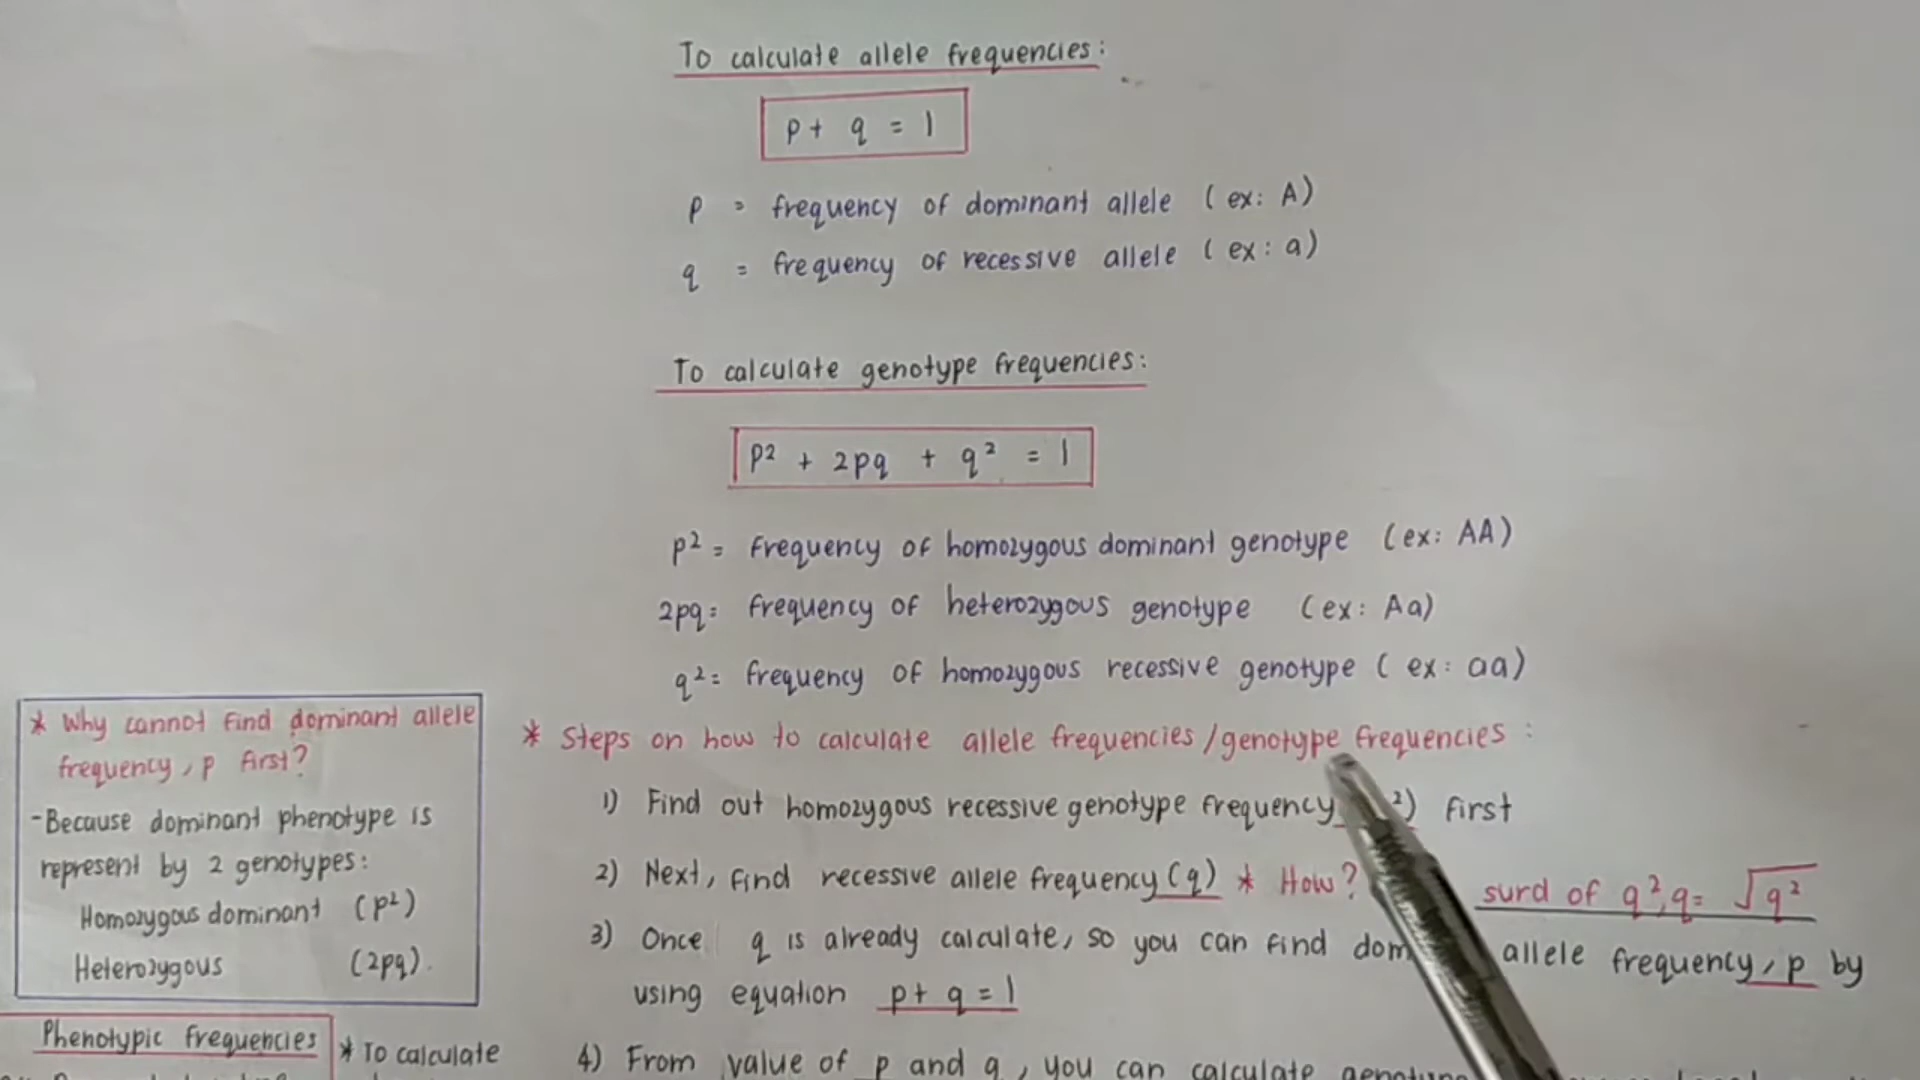 To calculate allele frequencies:
p + q = 1
p = frequency of dominant allele (ex: A)
q = frequency of recessive allele (ex: a)
To calculate genotype frequencies:
p² + 2pq + q² = 1
p² = frequency of homozygous dominant genotype (ex: AA)
2pq = frequency of heterozygous genotype (ex: Aa)
q² = frequency of homozygous recessive genotype (ex: aa)
* Why cannot find dominant allele
frequency, p first?
- Because dominant phenotype is
represent by 2 genotypes:
Homozygous dominant (p²)
Heterozygous (2pq).
* Steps on how to calculate allele frequencies/genotype frequencies:
1) Find out homozygous recessive genotype frequency ²) first
2) Next, find recessive allele frequency (q) * How? surd of q², q = √q²
3) Once q is already calculate, so you can find allele frequency, p by
using equation p + q = 1
Phenotypic frequencies
* To calculate
4) From value of p and q, you can calculate